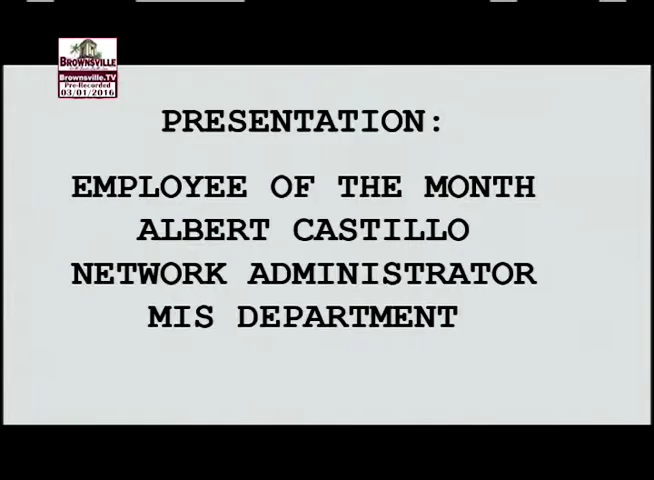 BROWNSVILLE
Brownsville.TV
Pre-Recorded
03/01/2016
PRESENTATION:
EMPLOYEE OF THE MONTH
ALBERT CASTILLO
NETWORK ADMINISTRATOR
MIS DEPARTMENT